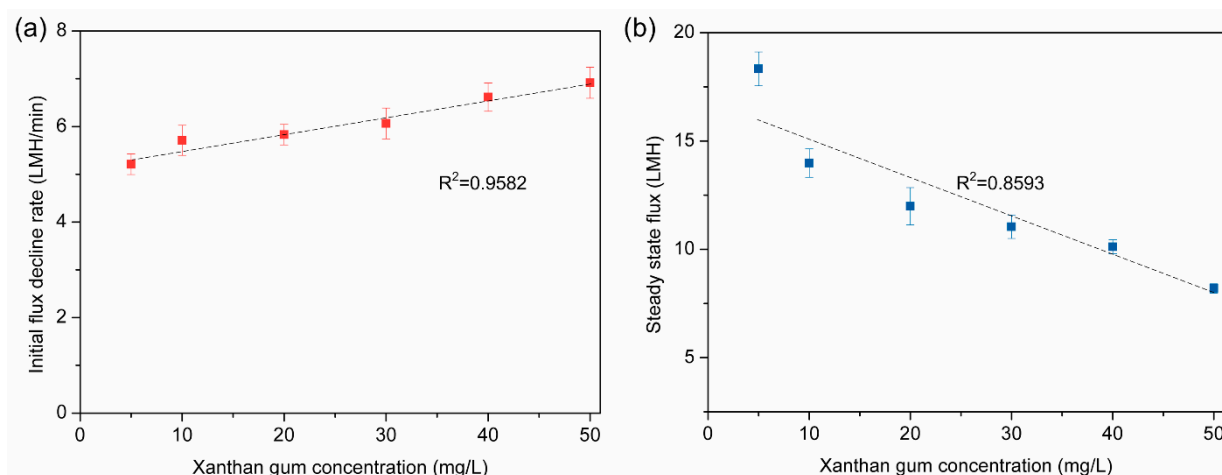 (a)
8
6
4
2
0
Initial flux decline rate (LMH/min)
R²=0.9582
0 10 20 30 40 50
Xanthan gum concentration (mg/L)
(b)
20
15
10
5
Steady state flux (LMH)
R²=0.8593
0 10 20 30 40 50
Xanthan gum concentration (mg/L)